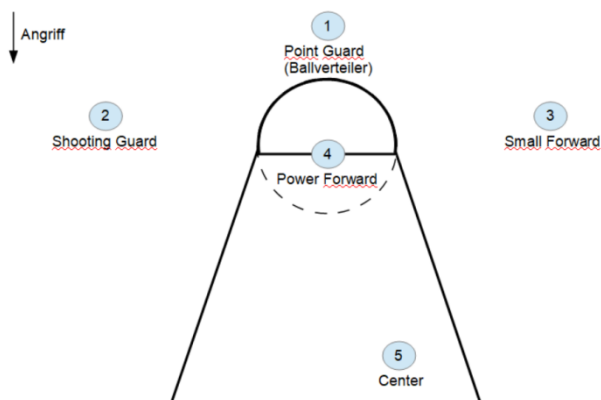 Angriff
1
Point Guard
(Ballverteiler)
2
Shooting Guard
3
Small Forward
4
Power Forward
5
Center